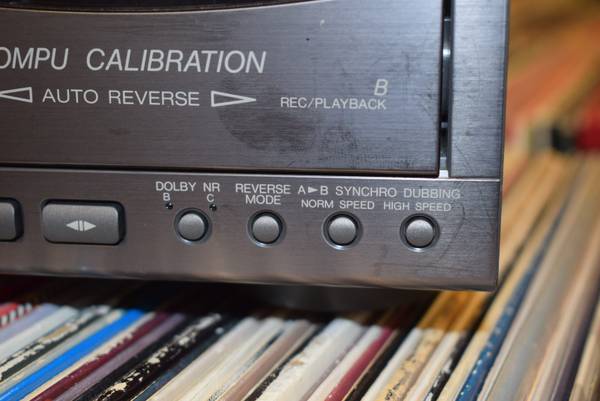 OMPU CALIBRATION
AUTO REVERSE
B
REC/PLAYBACK
DOLBY NR
B C
REVERSE
MODE
A ► B SYNCHRO DUBBING
NORM SPEED HIGH SPEED